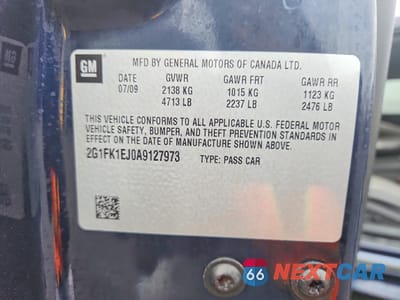 GM
MFD BY GENERAL MOTORS OF CANADA LTD.
DATE GVWR GAWR FRT GAWR RR
07/09 2138 KG 1015 KG 1123 KG
4713 LB 2237 LB 2476 LB
THIS VEHICLE CONFORMS TO ALL APPLICABLE U.S. FEDERAL MOTOR
VEHICLE SAFETY, BUMPER, AND THEFT PREVENTION STANDARDS IN
EFFECT ON THE DATE OF MANUFACTURE SHOWN ABOVE.
2G1FK1EJ0A9127973 TYPE: PASS CAR
66 NEXTCAR